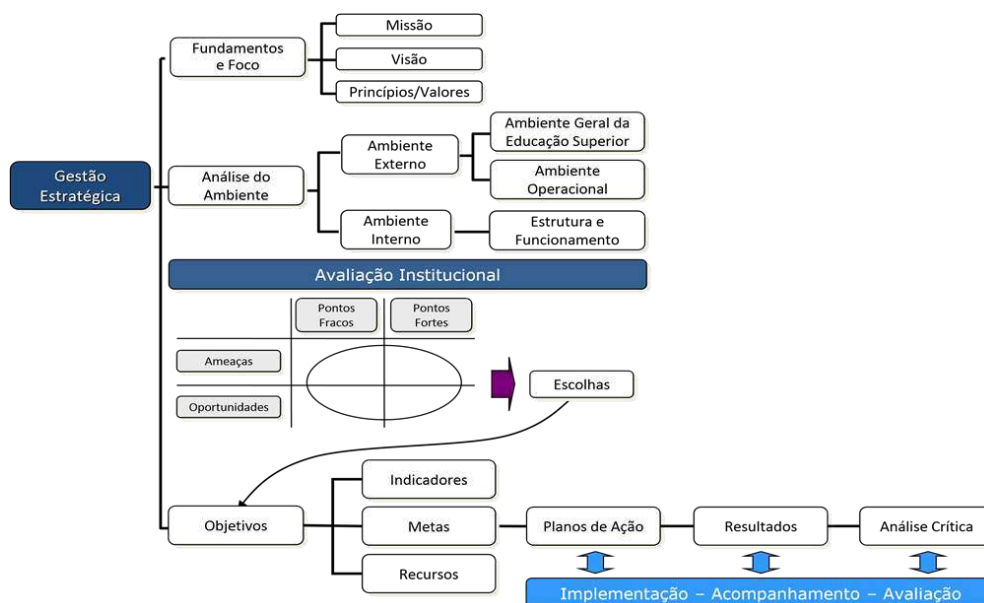 Missão
Fundamentos
e Foco
Visão
Princípios/Valores
Gestão
Estratégica
Análise do
Ambiente
Ambiente
Externo
Ambiente Geral da
Educação Superior
Ambiente
Operacional
Ambiente
Interno
Estrutura e
Funcionamento
Avaliação Institucional
Pontos
Fracos
Pontos
Fortes
Ameaças
Oportunidades
Escolhas
Objetivos
Indicadores
Metas
Recursos
Planos de Ação
Resultados
Análise Crítica
Implementação – Acompanhamento – Avaliação